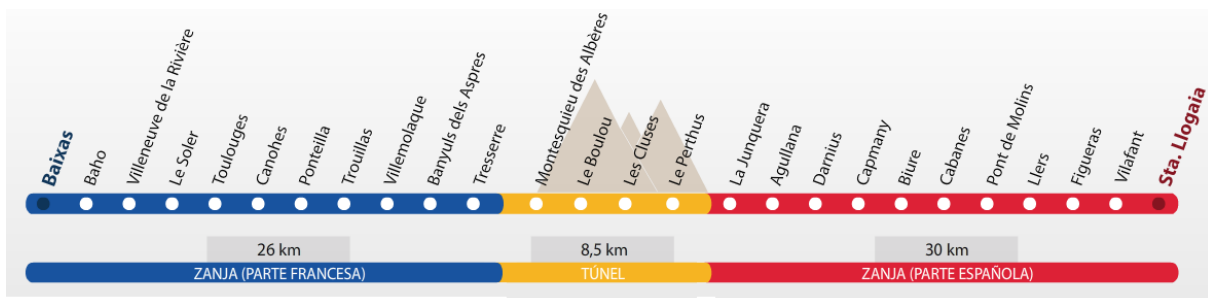 Baixas
Baho
Villeneuve de la Rivière
Le Soler
Toulouges
Canohes
Ponteilla
Trouillas
Villemolaque
Banyuls dels Aspres
Tresserre
Montesquieu des Albères
Le Boulou
Les Cluses
Le Perthus
La Junquera
Agullana
Darnius
Capmany
Biure
Cabanes
Pont de Molins
Llers
Figueras
Vilafant
Sta. Llogaia
26 km
8,5 km
30 km
ZANJA (PARTE FRANCESA)
TÚNEL
ZANJA (PARTE ESPAÑOLA)